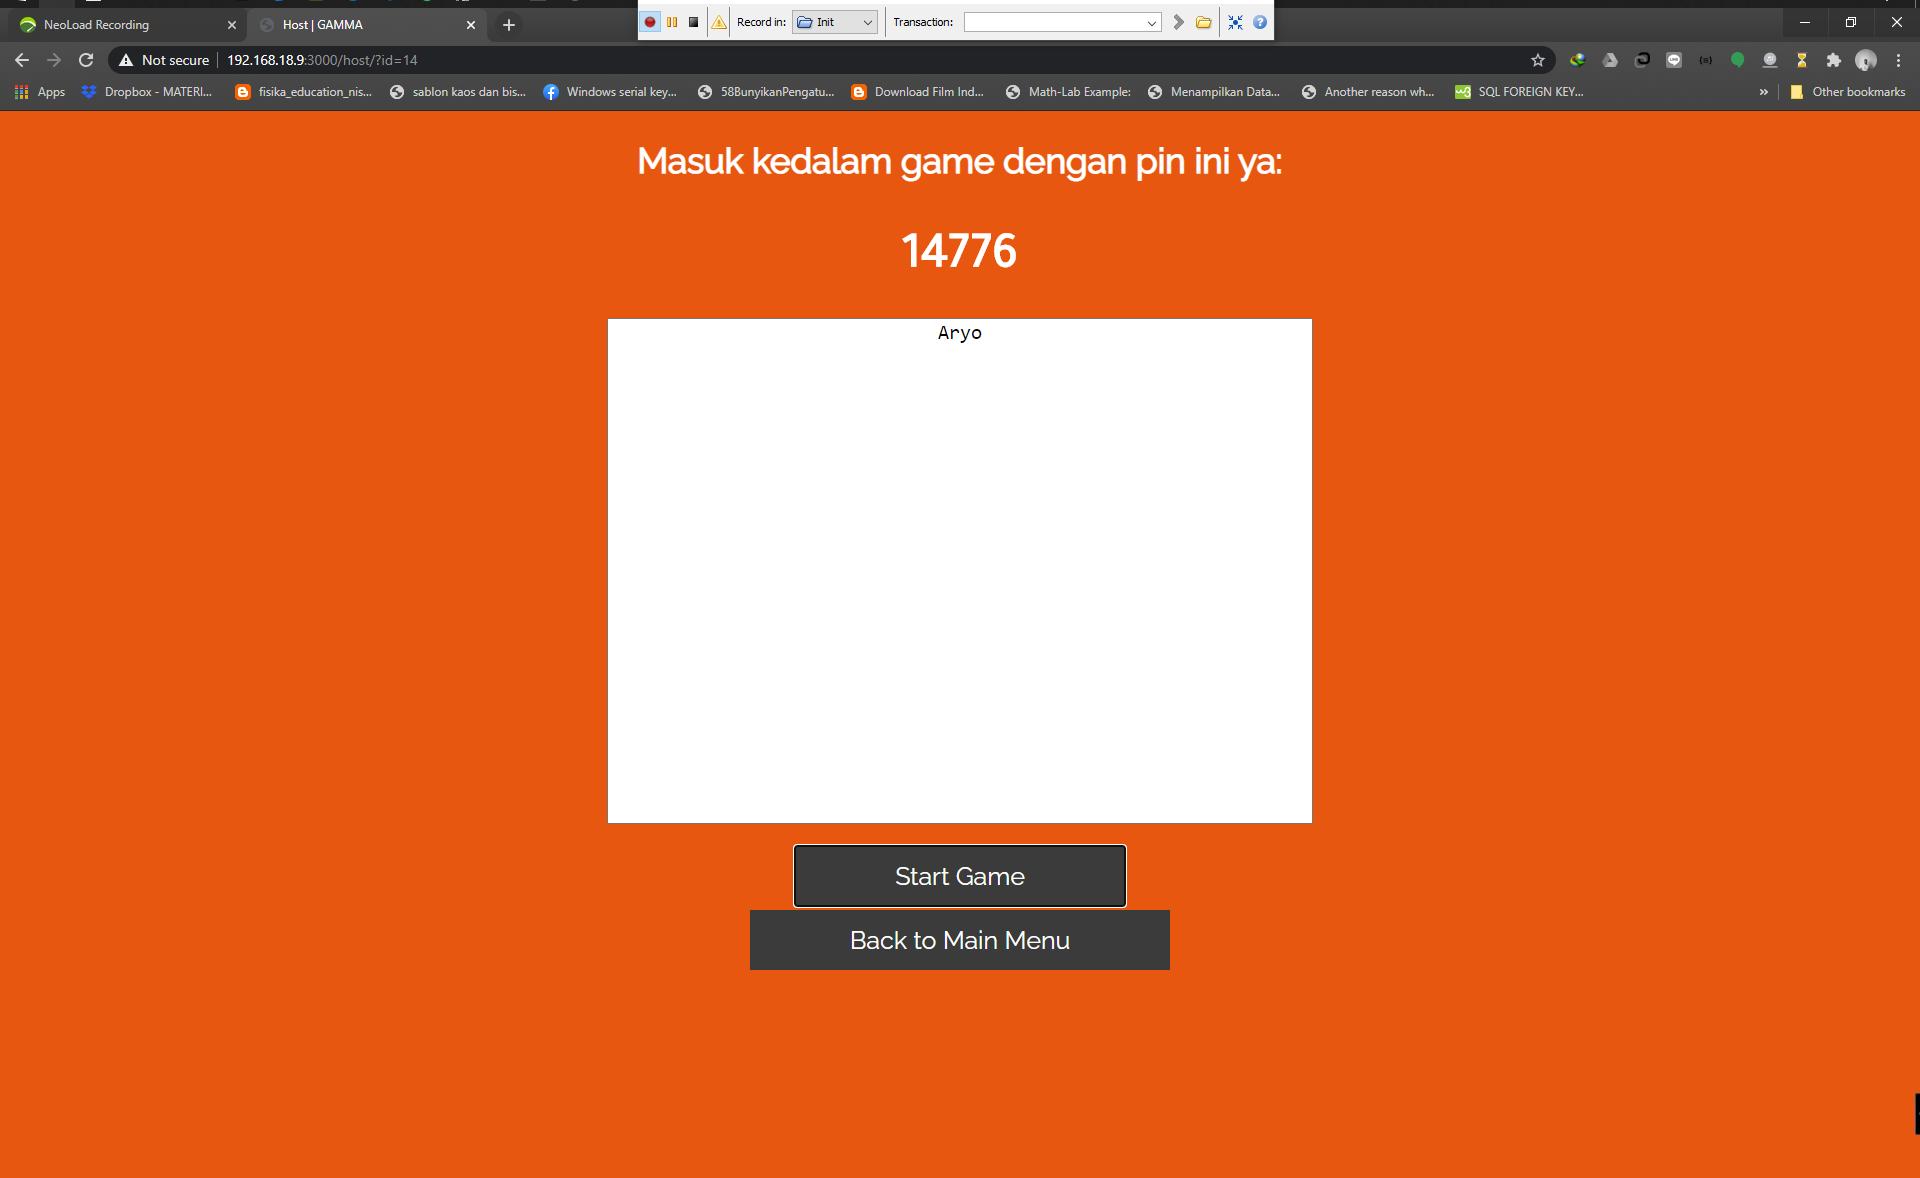 NeoLoad Recording
Host | GAMMA
Record in:
Init
Transaction:
Not secure
192.168.18.9:3000/host/?id=14
Apps
Dropbox - MATERI...
fisika_education_nis...
sablon kaos dan bis...
Windows serial key...
58BunyikanPengatu...
Download Film Ind...
Math-Lab Example:
Menampilkan Data...
Another reason wh...
SQL FOREIGN KEY...
»
Other bookmarks
Masuk kedalam game dengan pin ini ya:
14776
Aryo
Start Game
Back to Main Menu